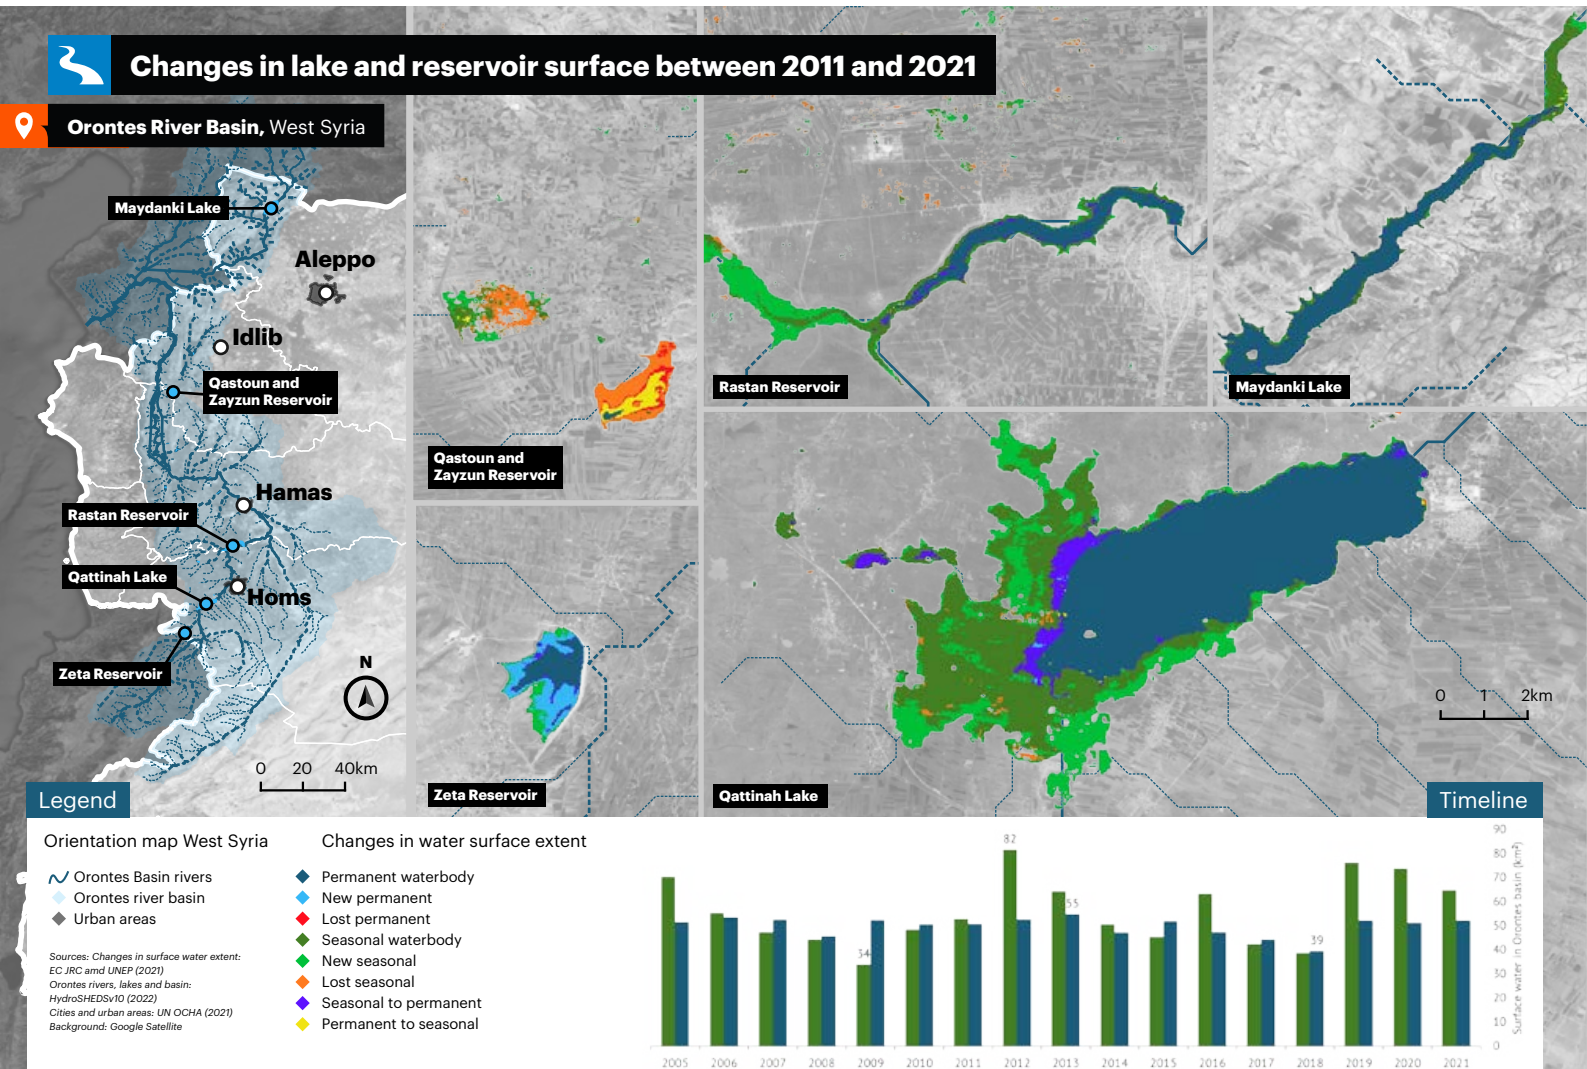 Changes in lake and reservoir surface between 2011 and 2021
Orontes River Basin, West Syria
Maydanki Lake
Aleppo
Idlib
Qastoun and
Zayzun Reservoir
Hamas
Rastan Reservoir
Qattinah Lake
Homs
Zeta Reservoir
N
0 20 40km
Qastoun and
Zayzun Reservoir
Rastan Reservoir
Maydanki Lake
Zeta Reservoir
Qattinah Lake
0 1 2km
Legend
Orientation map West Syria
Orontes Basin rivers
Orontes river basin
Urban areas
Sources: Changes in surface water extent:
EC JRC amd UNEP (2021)
Orontes rivers, lakes and basin:
HydroSHEDSv10 (2022)
Cities and urban areas: UN OCHA (2021)
Background: Google Satellite
Changes in water surface extent
Permanent waterbody
New permanent
Lost permanent
Seasonal waterbody
New seasonal
Lost seasonal
Seasonal to permanent
Permanent to seasonal
Timeline
82
55
34
39
90
80
70
60
50
40
30
20
10
0
Surface water in Orontes basin (km²)
2005 2006 2007 2008 2009 2010 2011 2012 2013 2014 2015 2016 2017 2018 2019 2020 2021